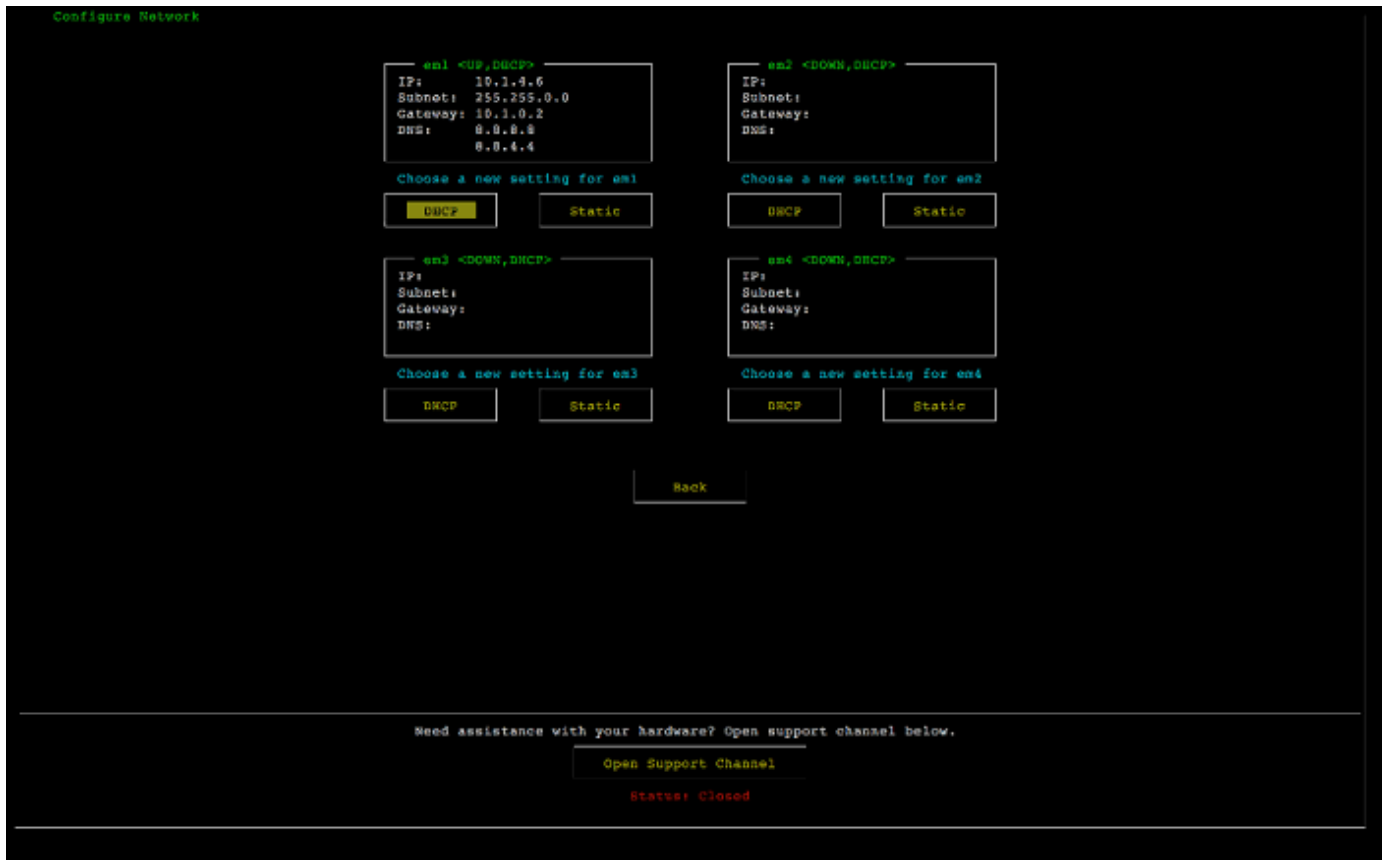 Configure Network
em1 <UP,DHCP>
IP: 10.1.4.6
Subnet: 255.255.0.0
Gateway: 10.1.0.2
DNS: 8.8.8.8
8.8.4.4
Choose a new setting for em1
DHCP
Static
em2 <DOWN,DHCP>
IP:
Subnet:
Gateway:
DNS:
Choose a new setting for em2
DHCP
Static
em3 <DOWN,DHCP>
IP:
Subnet:
Gateway:
DNS:
Choose a new setting for em3
DHCP
Static
em4 <DOWN,DHCP>
IP:
Subnet:
Gateway:
DNS:
Choose a new setting for em4
DHCP
Static
Back
Need assistance with your hardware? Open support channel below.
Open Support Channel
Status: Closed